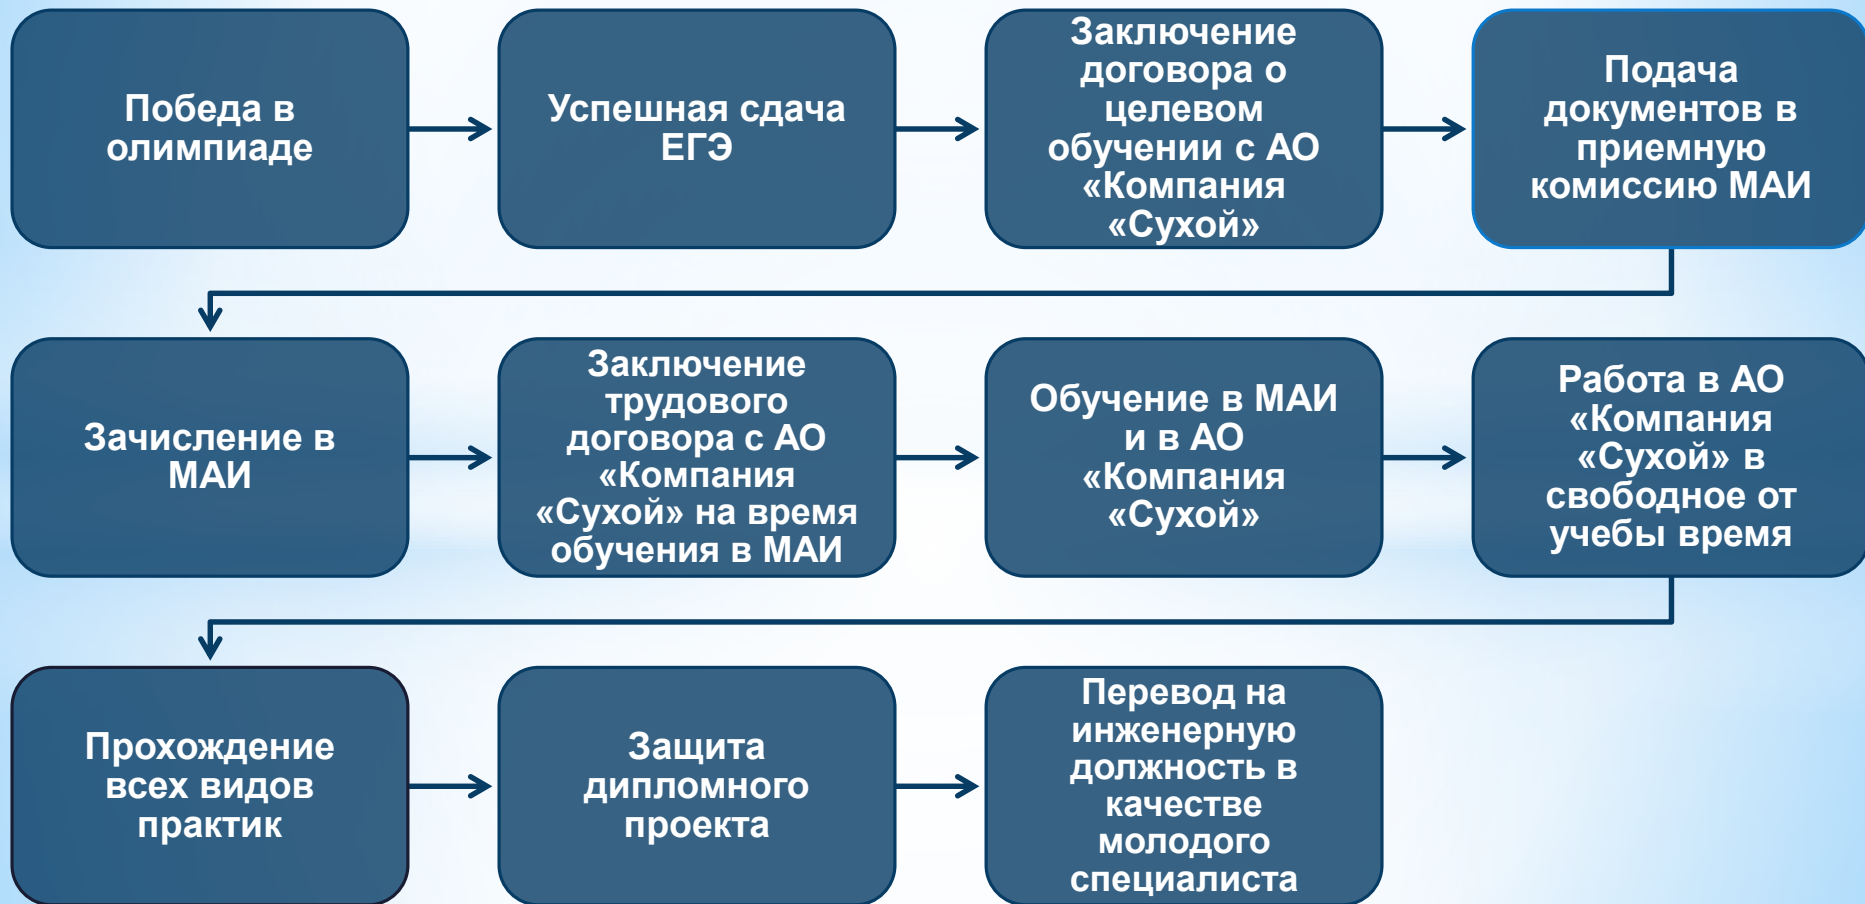 Победа в
олимпиаде
Успешная сдача
ЕГЭ
Заключение
договора о
целевом
обучении с АО
«Компания
«Сухой»
Подача
документов в
приемную
комиссию МАИ
Зачисление в
МАИ
Заключение
трудового
договора с АО
«Компания
«Сухой» на время
обучения в МАИ
Обучение в МАИ
и в АО
«Компания
«Сухой»
Работа в АО
«Компания
«Сухой» в
свободное от
учебы время
Прохождение
всех видов
практик
Защита
дипломного
проекта
Перевод на
инженерную
должность в
качестве
молодого
специалиста